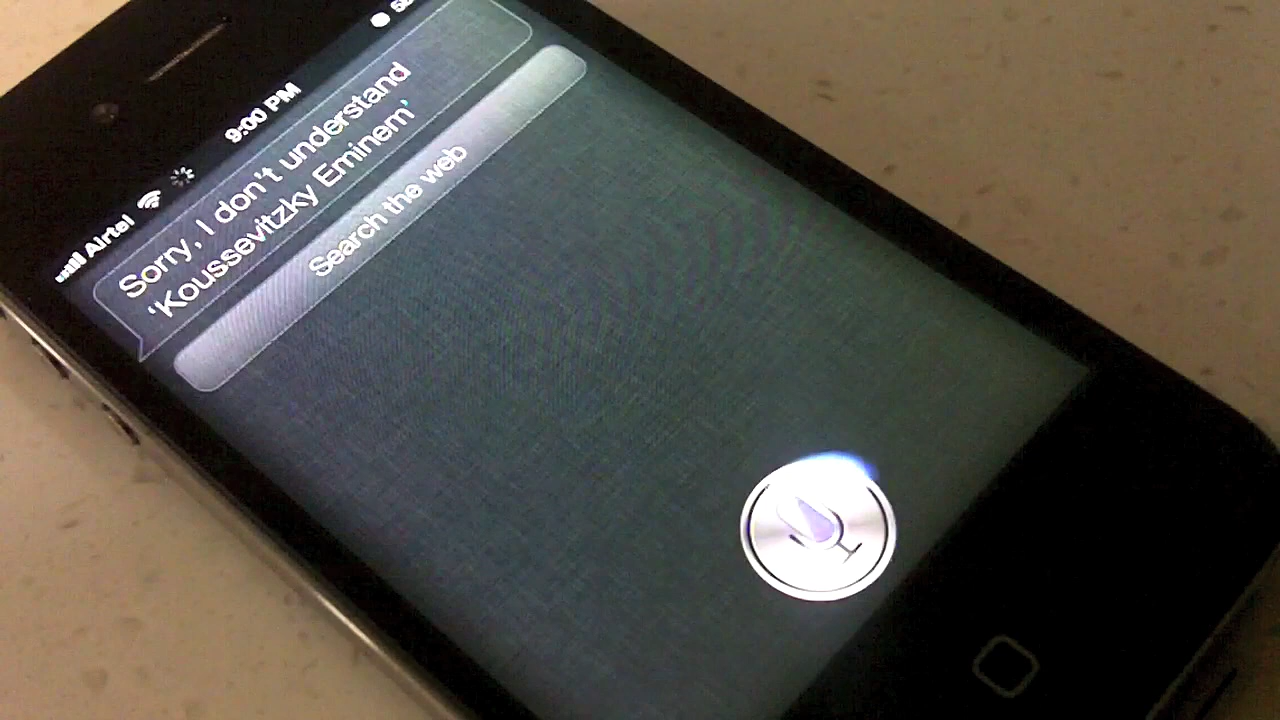 Airtel 9:00 PM
Sorry, I don't understand
'Koussevitzky Eminem'
Search the web